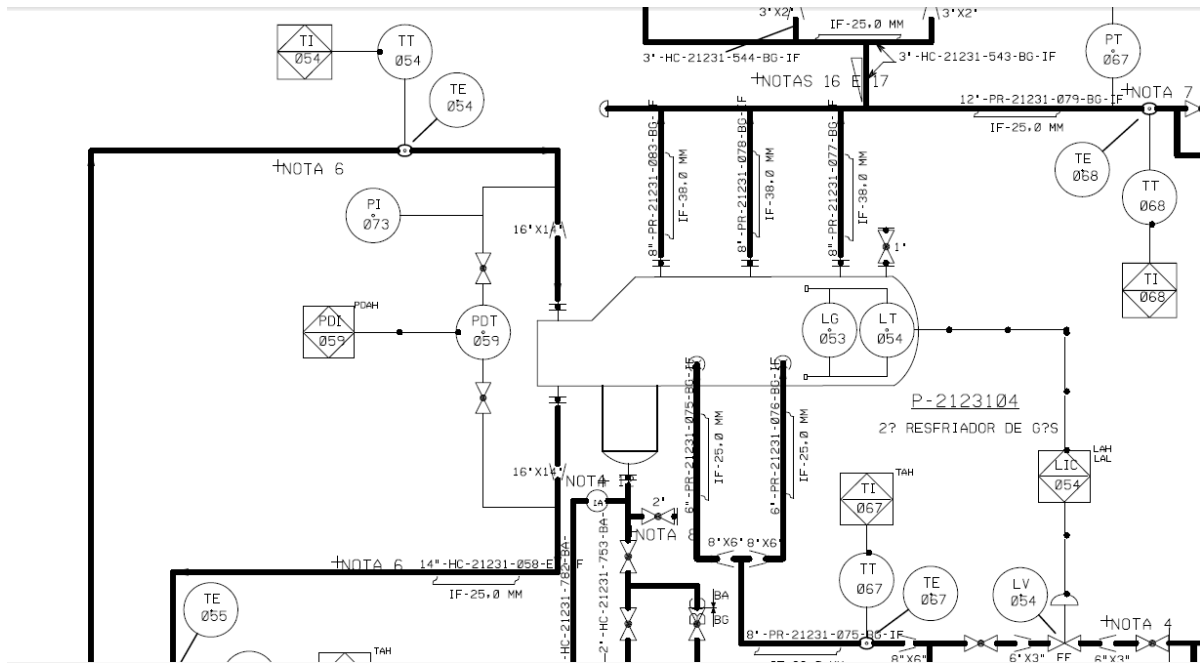 3'X2'
3'X2'
IF-25,0 MM
3'-HC-21231-544-BG-IF
3'-HC-21231-543-BG-IF
NOTAS 16 E 17
PT
067
NOTA 7
12'-PR-21231-079-BG-IF
IF-25,0 MM
TI
054
TT
054
TE
054
NOTA 6
TE
068
TT
068
TI
068
8"-PR-21231-083-BG-IF
IF-38,0 MM
8"-PR-21231-078-BG-IF
IF-38,0 MM
8"-PR-21231-077-BG-IF
IF-38,0 MM
1'
PI
073
16'X14'
PDAH
PDI
059
PDT
059
LG
053
LT
054
P-2123104
2? RESFRIADOR DE G?S
6"-PR-21231-075-BG-IF
IF-25,0 MM
6"-PR-21231-076-BG-IF
IF-25,0 MM
LAH
LAL
LIC
054
16'X14'
TAH
TI
067
IA
2'
8'X6'
8'X6'
NOTA 6
IF-25,0 MM
TE
055
TAH
BA
BG
TT
067
TE
067
LV
054
NOTA 4
8'-PR-21231-075-BG-IF
8"X6'
6'X3"
6"X3'